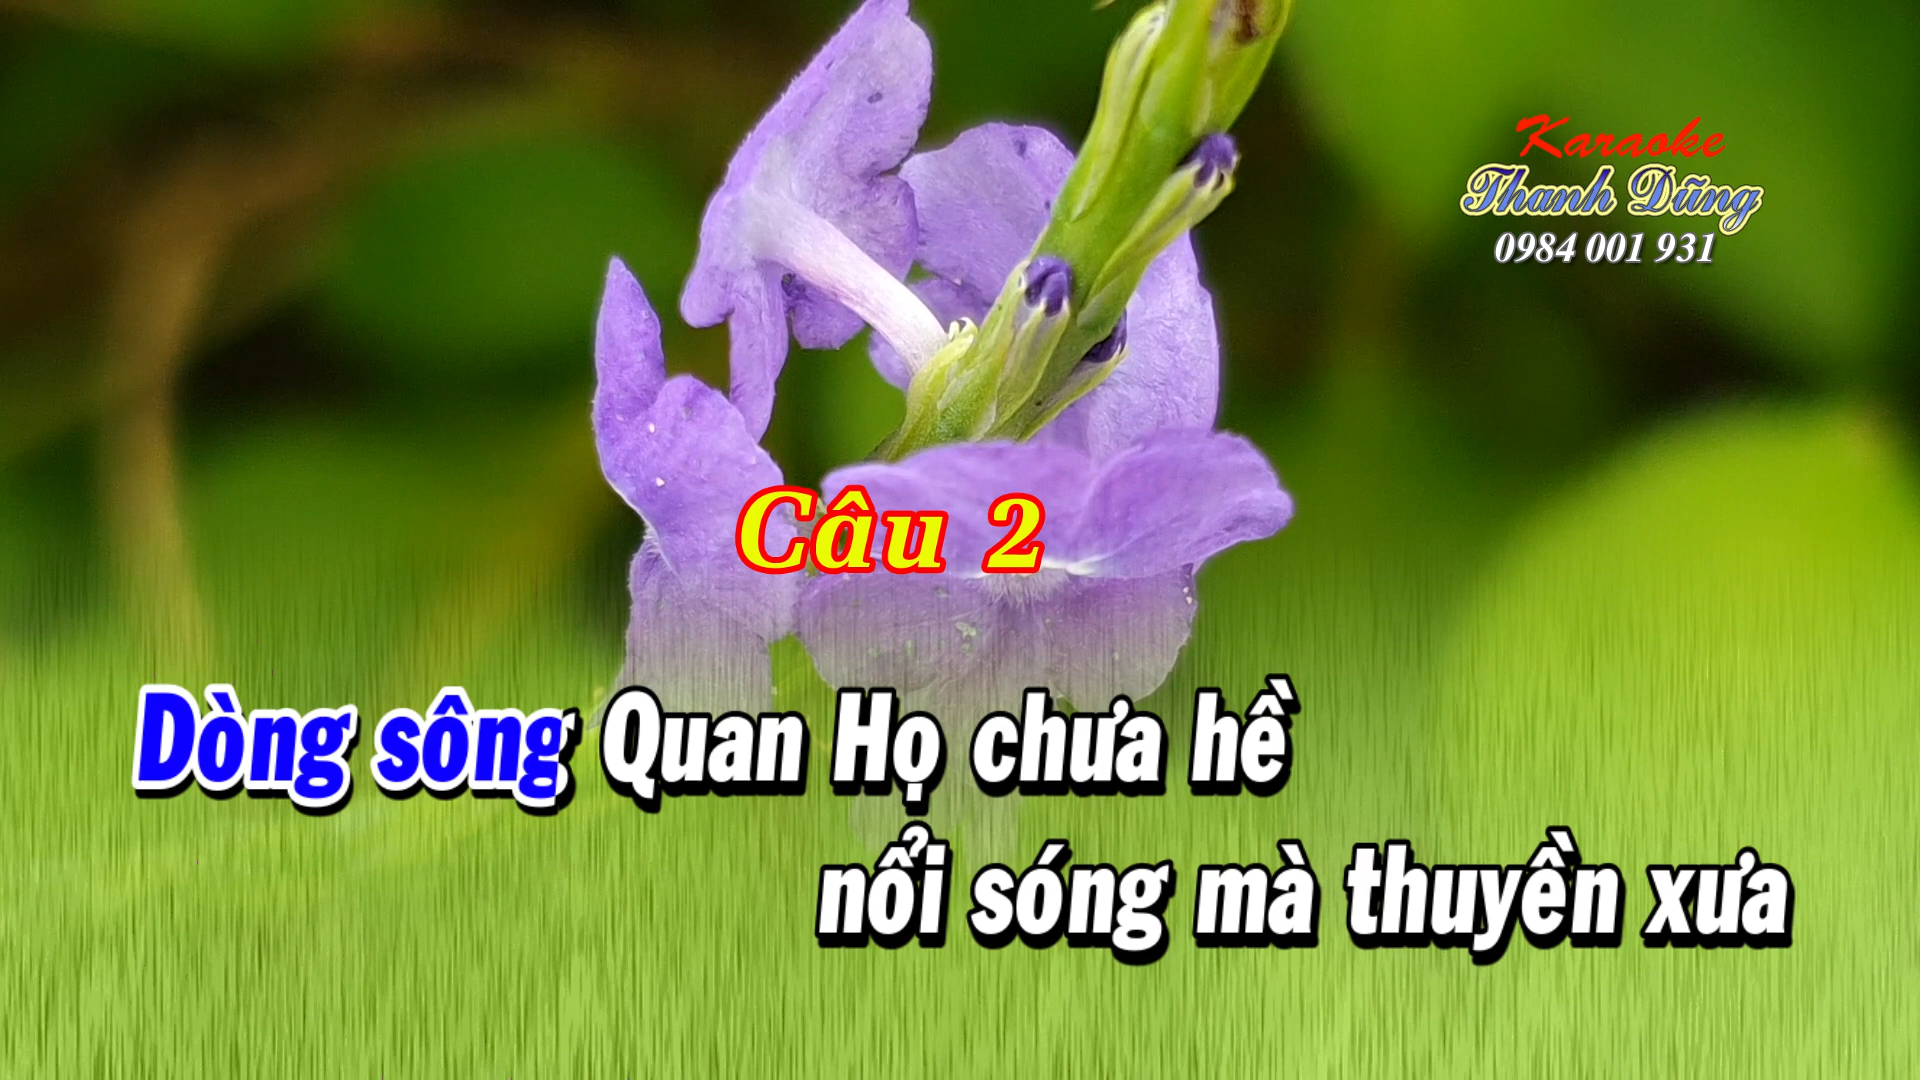 Karaoke
Thanh Dũng
0984 001 931
Câu 2
Dòng sông Quan Họ chưa hề
nổi sóng mà thuyền xưa